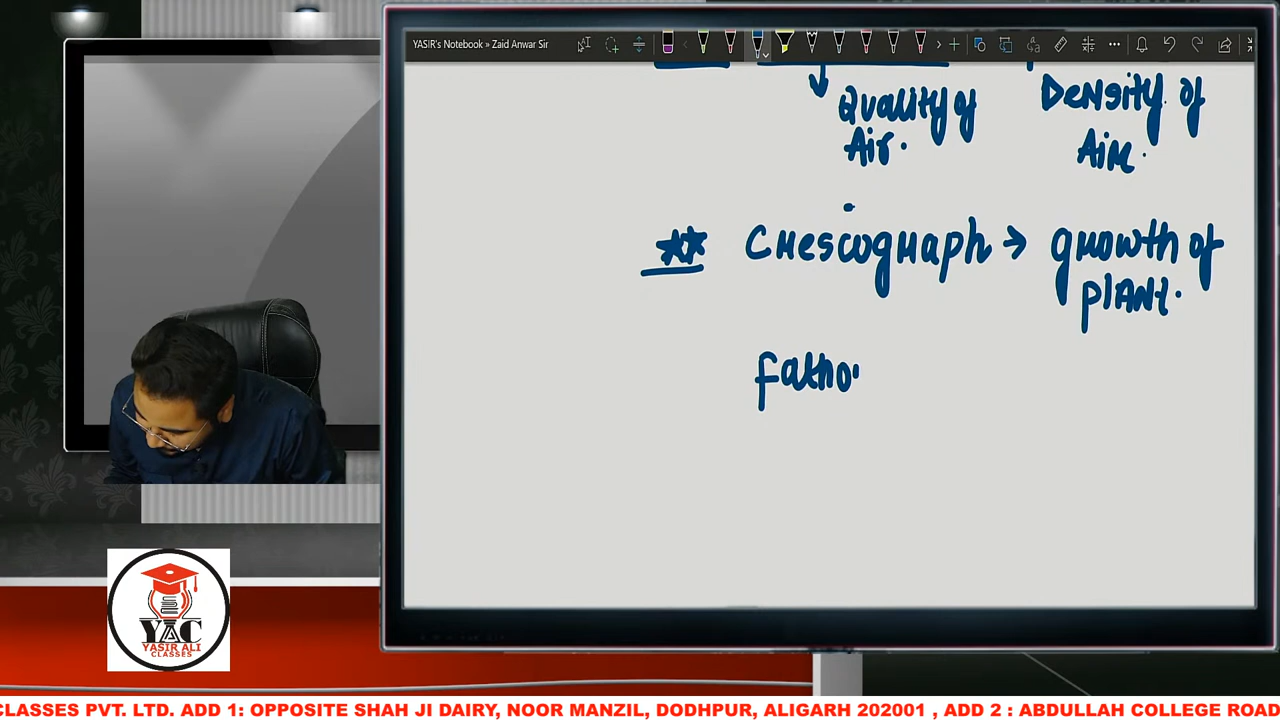 YASIR's Notebook » Zaid Anwar Sir
Quality of
Air.
Density of
Air.
** Crescograph → growth of
plant.
Fatho
YAC
YASIR ALI
CLASSES
CLASSES PVT. LTD. ADD 1: OPPOSITE SHAH JI DAIRY, NOOR MANZIL, DODHPUR, ALIGARH 202001 , ADD 2 : ABDULLAH COLLEGE ROAD